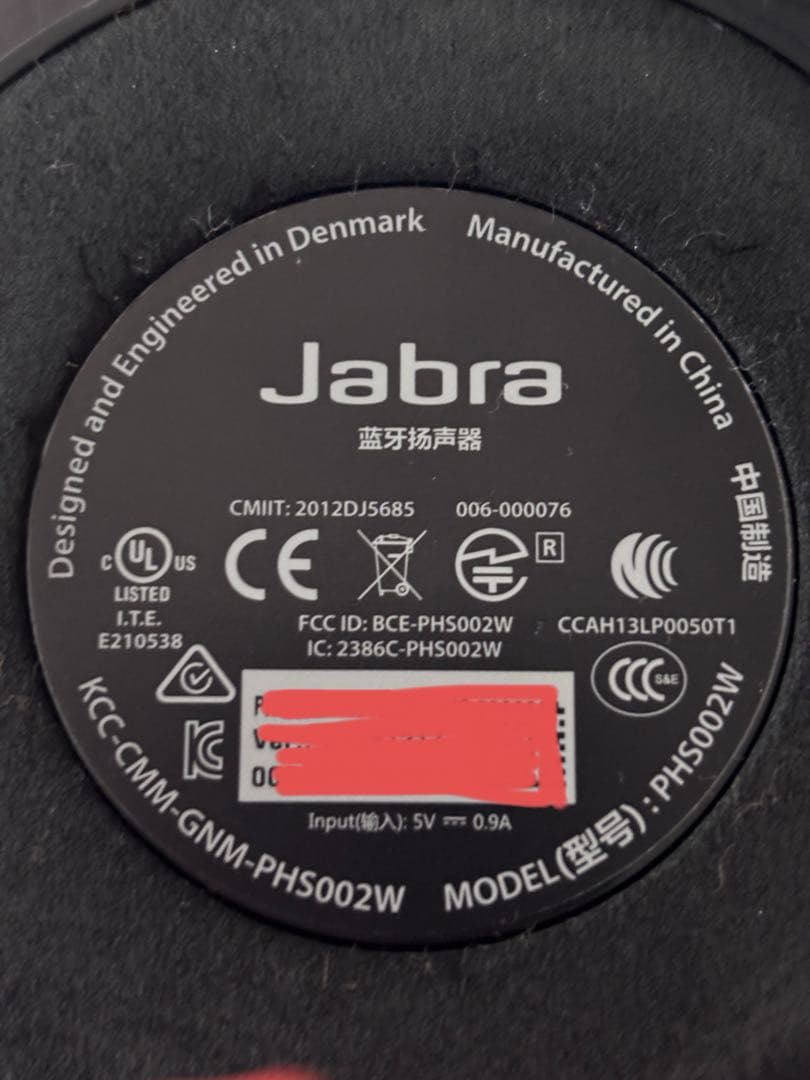 Designed and Engineered in Denmark
Manufactured in China
中国制造
Jabra
蓝牙扬声器
CMIIT: 2012DJ5685
006-000076
C UL US
LISTED
I.T.E.
E210538
CE
R
FCC ID: BCE-PHS002W
IC: 2386C-PHS002W
CCAH13LP0050T1
CCC S&E
Input(输入): 5V 0.9A
KCC-CMM-GNM-PHS002W
MODEL(型号) : PHS002W